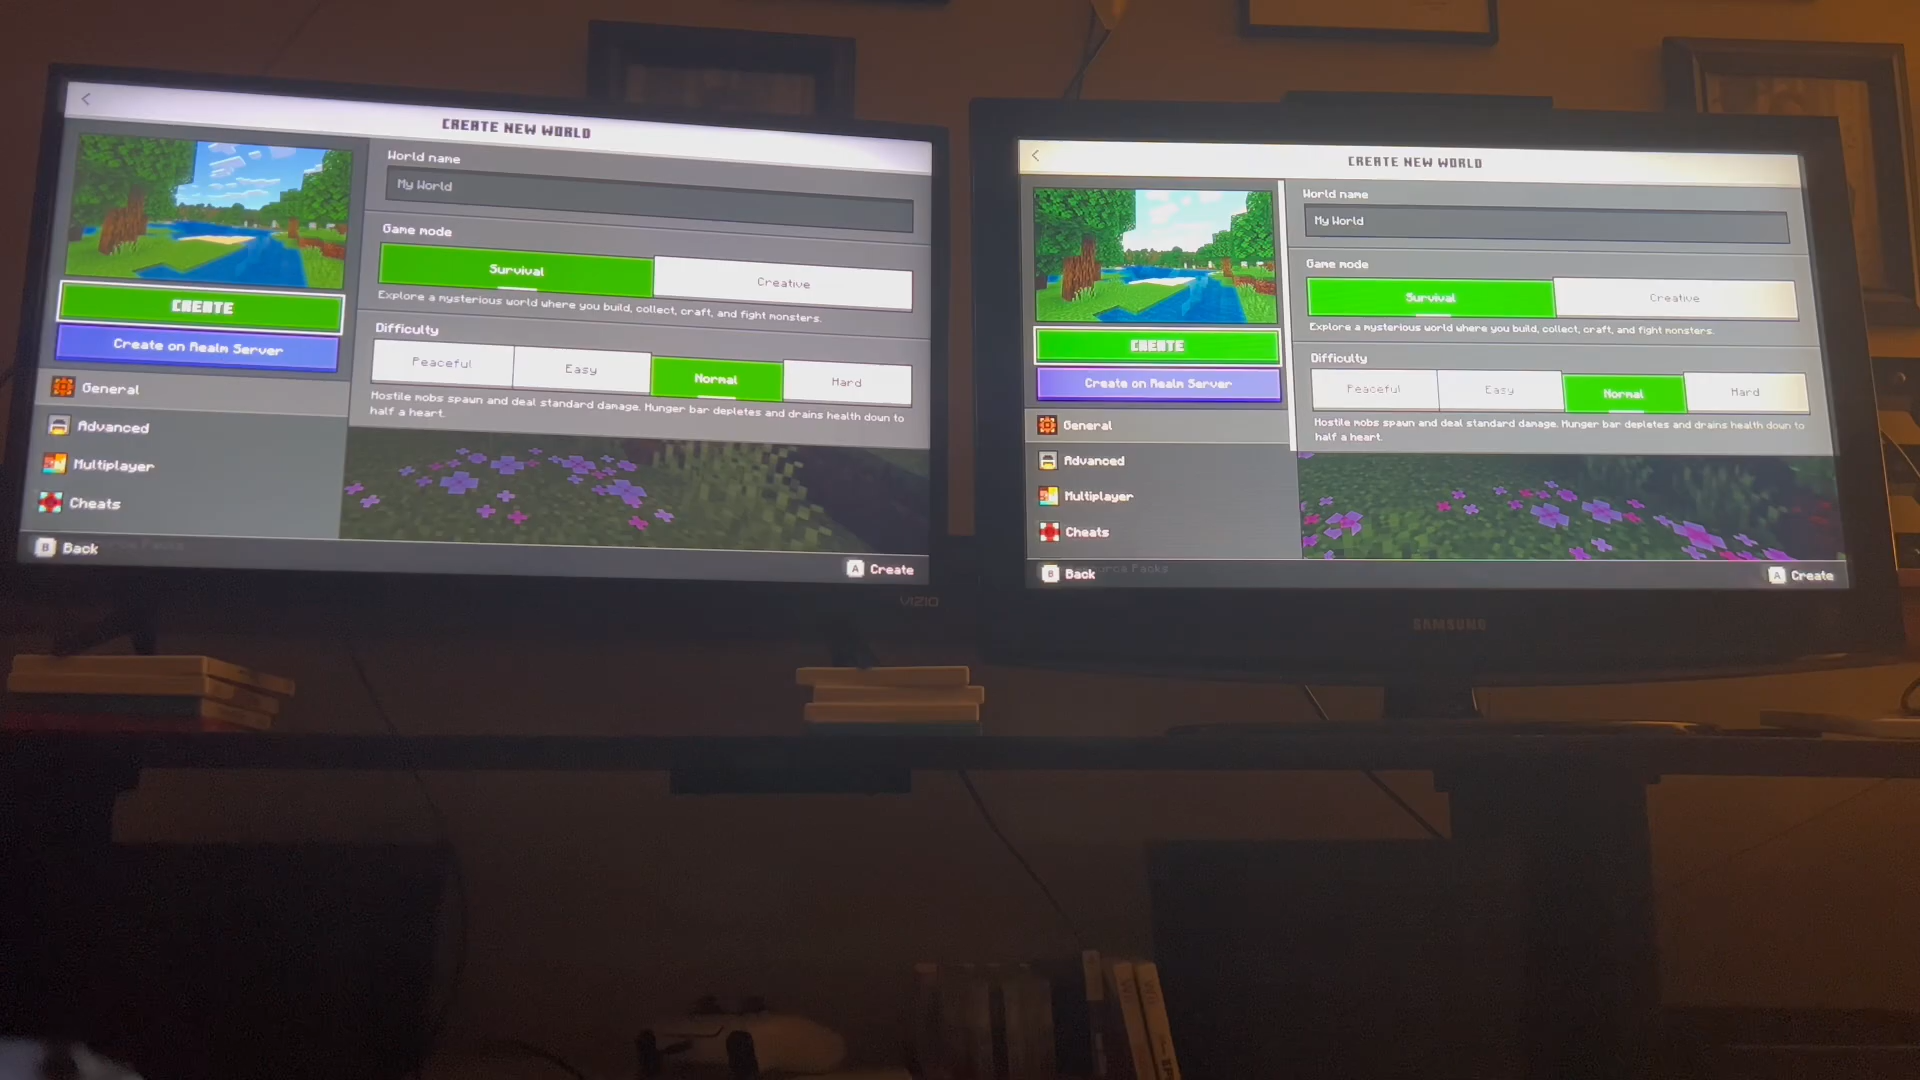 CREATE NEW WORLD
World name
My World
Game mode
Survival
Creative
Explore a mysterious world where you build, collect, craft, and fight monsters.
Difficulty
Peaceful
Easy
Normal
Hard
Hostile mobs spawn and deal standard damage. Hunger bar depletes and drains health down to
half a heart.
CREATE
Create on Realm Server
General
Advanced
Multiplayer
Cheats
B Back
A Create
VIZIO
CREATE NEW WORLD
World name
My World
Game mode
Survival
Creative
Explore a mysterious world where you build, collect, craft, and fight monsters.
Difficulty
Peaceful
Easy
Normal
Hard
Hostile mobs spawn and deal standard damage. Hunger bar depletes and drains health down to
half a heart.
CREATE
Create on Realm Server
General
Advanced
Multiplayer
Cheats
B Back
Packs
A Create
SAMSUNG